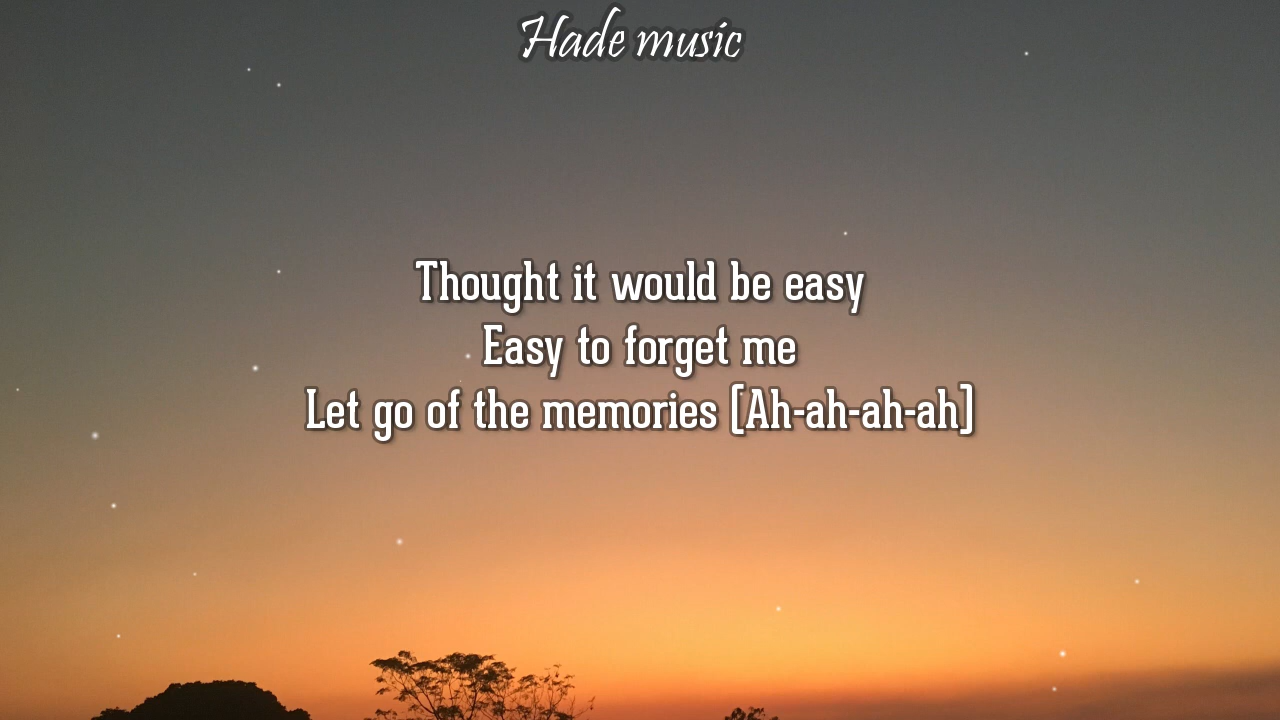 Hade music
Thought it would be easy
Easy to forget me
Let go of the memories [Ah-ah-ah-ah]